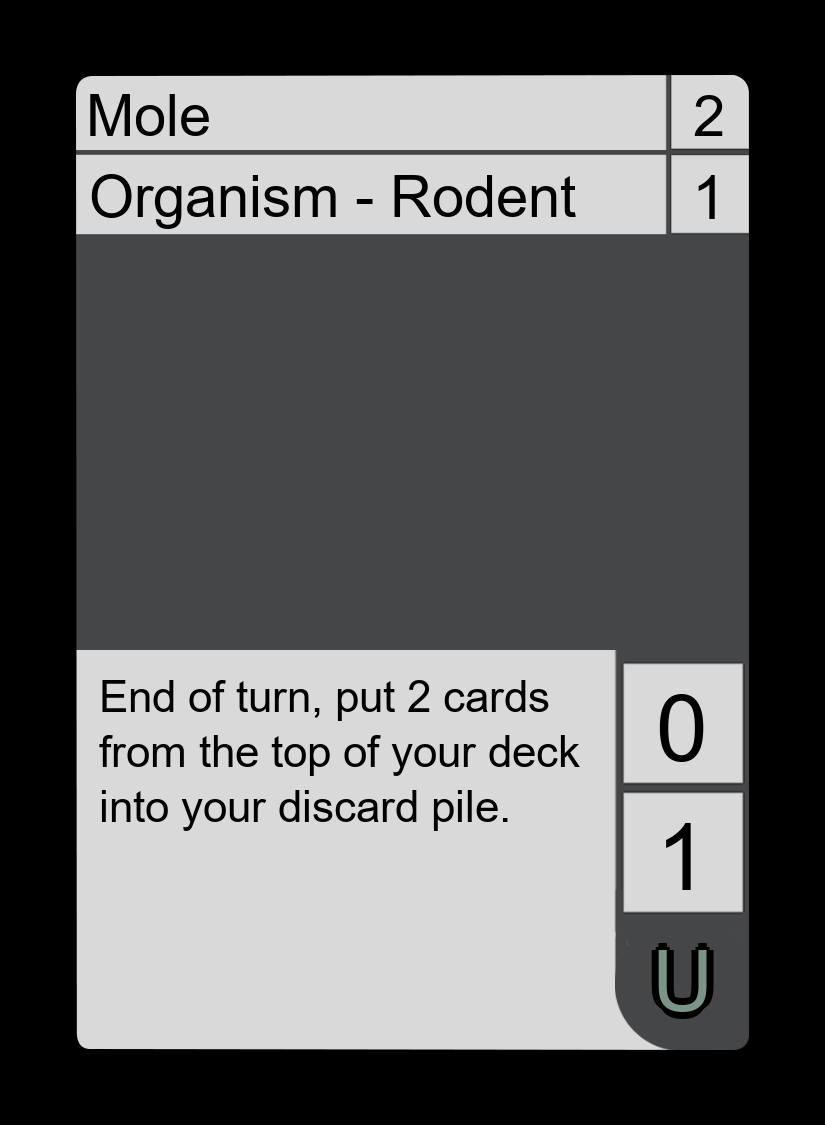 Mole 2
Organism - Rodent 1
End of turn, put 2 cards
from the top of your deck
into your discard pile.
0
1
U